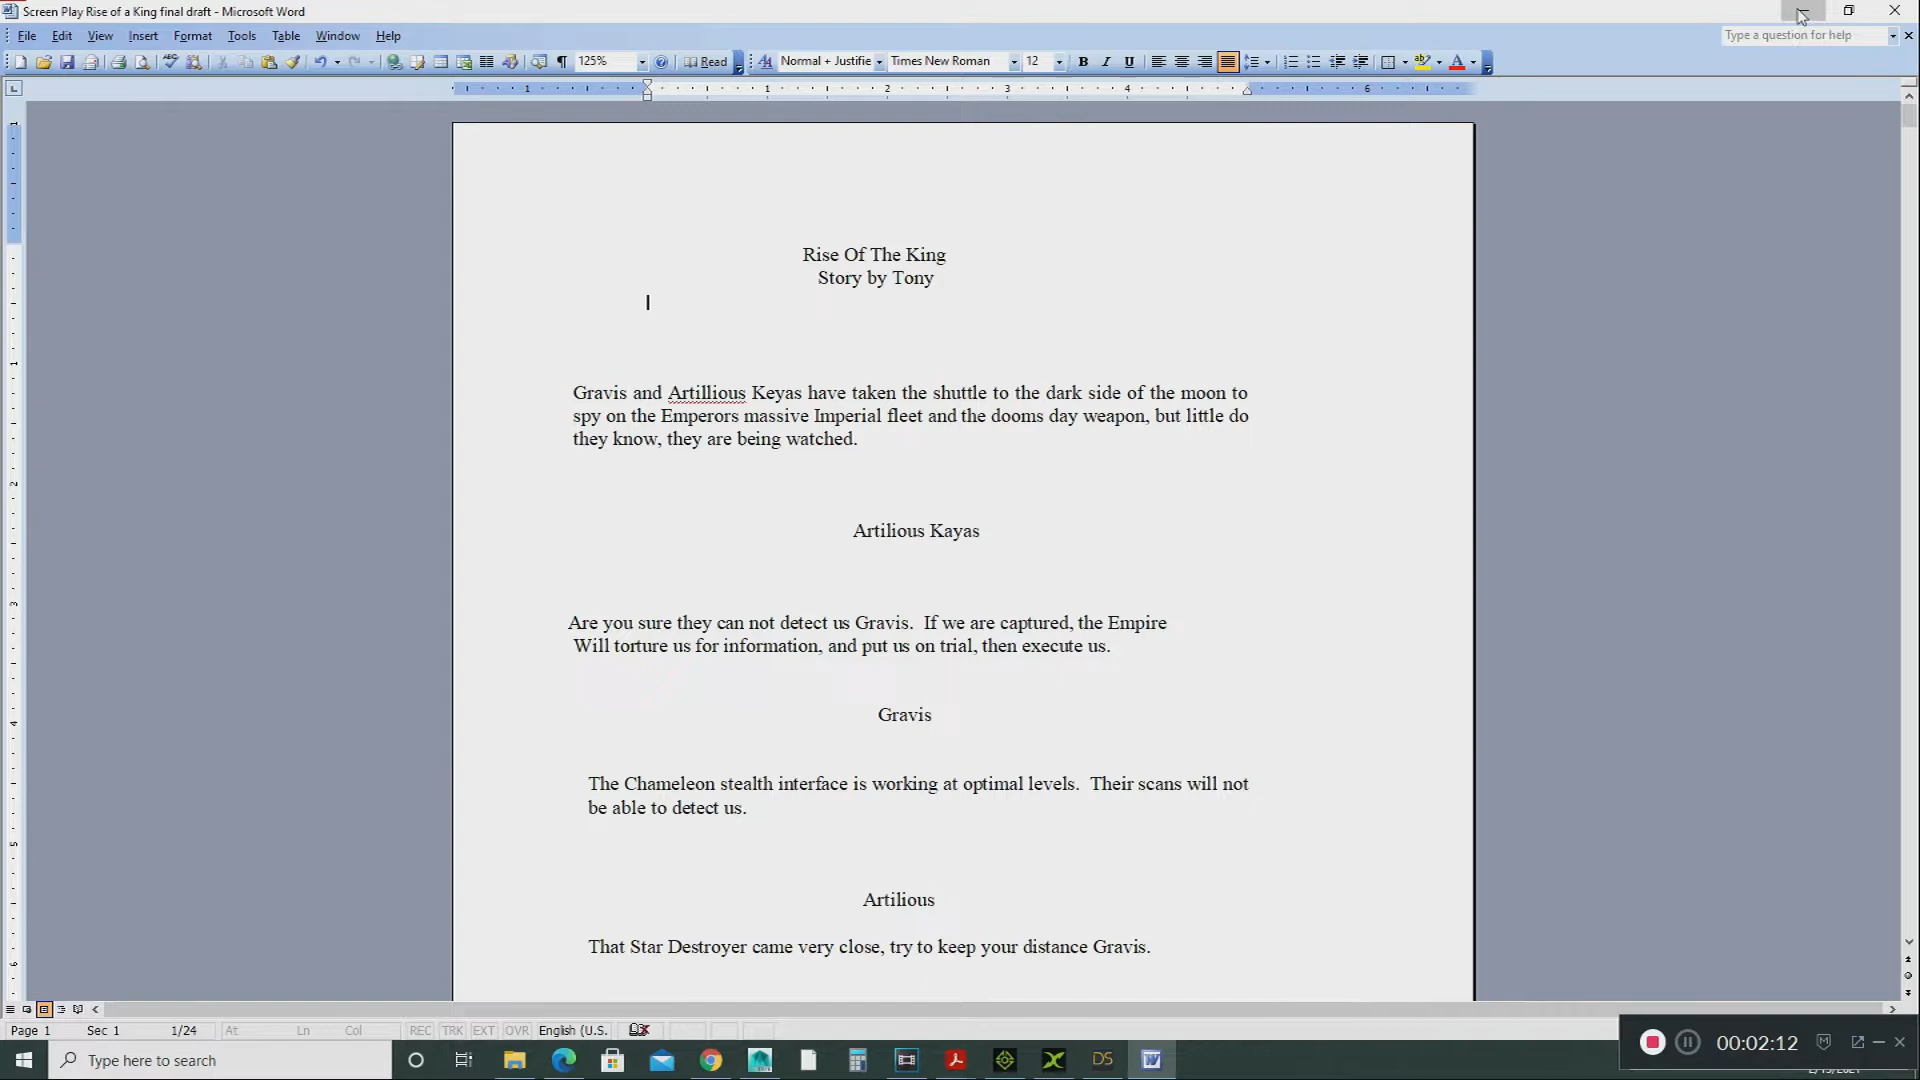 Screen Play Rise of a King final draft - Microsoft Word
File Edit View Insert Format Tools Table Window Help
Type a question for help
125% Read Normal + Justifie Times New Roman 12 B I U A
1 1 2 3 4 6
Rise Of The King
Story by Tony
Gravis and Artillious Keyas have taken the shuttle to the dark side of the moon to
spy on the Emperors massive Imperial fleet and the dooms day weapon, but little do
they know, they are being watched.
Artilious Kayas
Are you sure they can not detect us Gravis.  If we are captured, the Empire
Will torture us for information, and put us on trial, then execute us.
Gravis
The Chameleon stealth interface is working at optimal levels.  Their scans will not
be able to detect us.
Artilious
That Star Destroyer came very close, try to keep your distance Gravis.
Page 1 Sec 1 1/24 At Ln Col REC TRK EXT OVR English (U.S.
Type here to search
DS
00:02:12